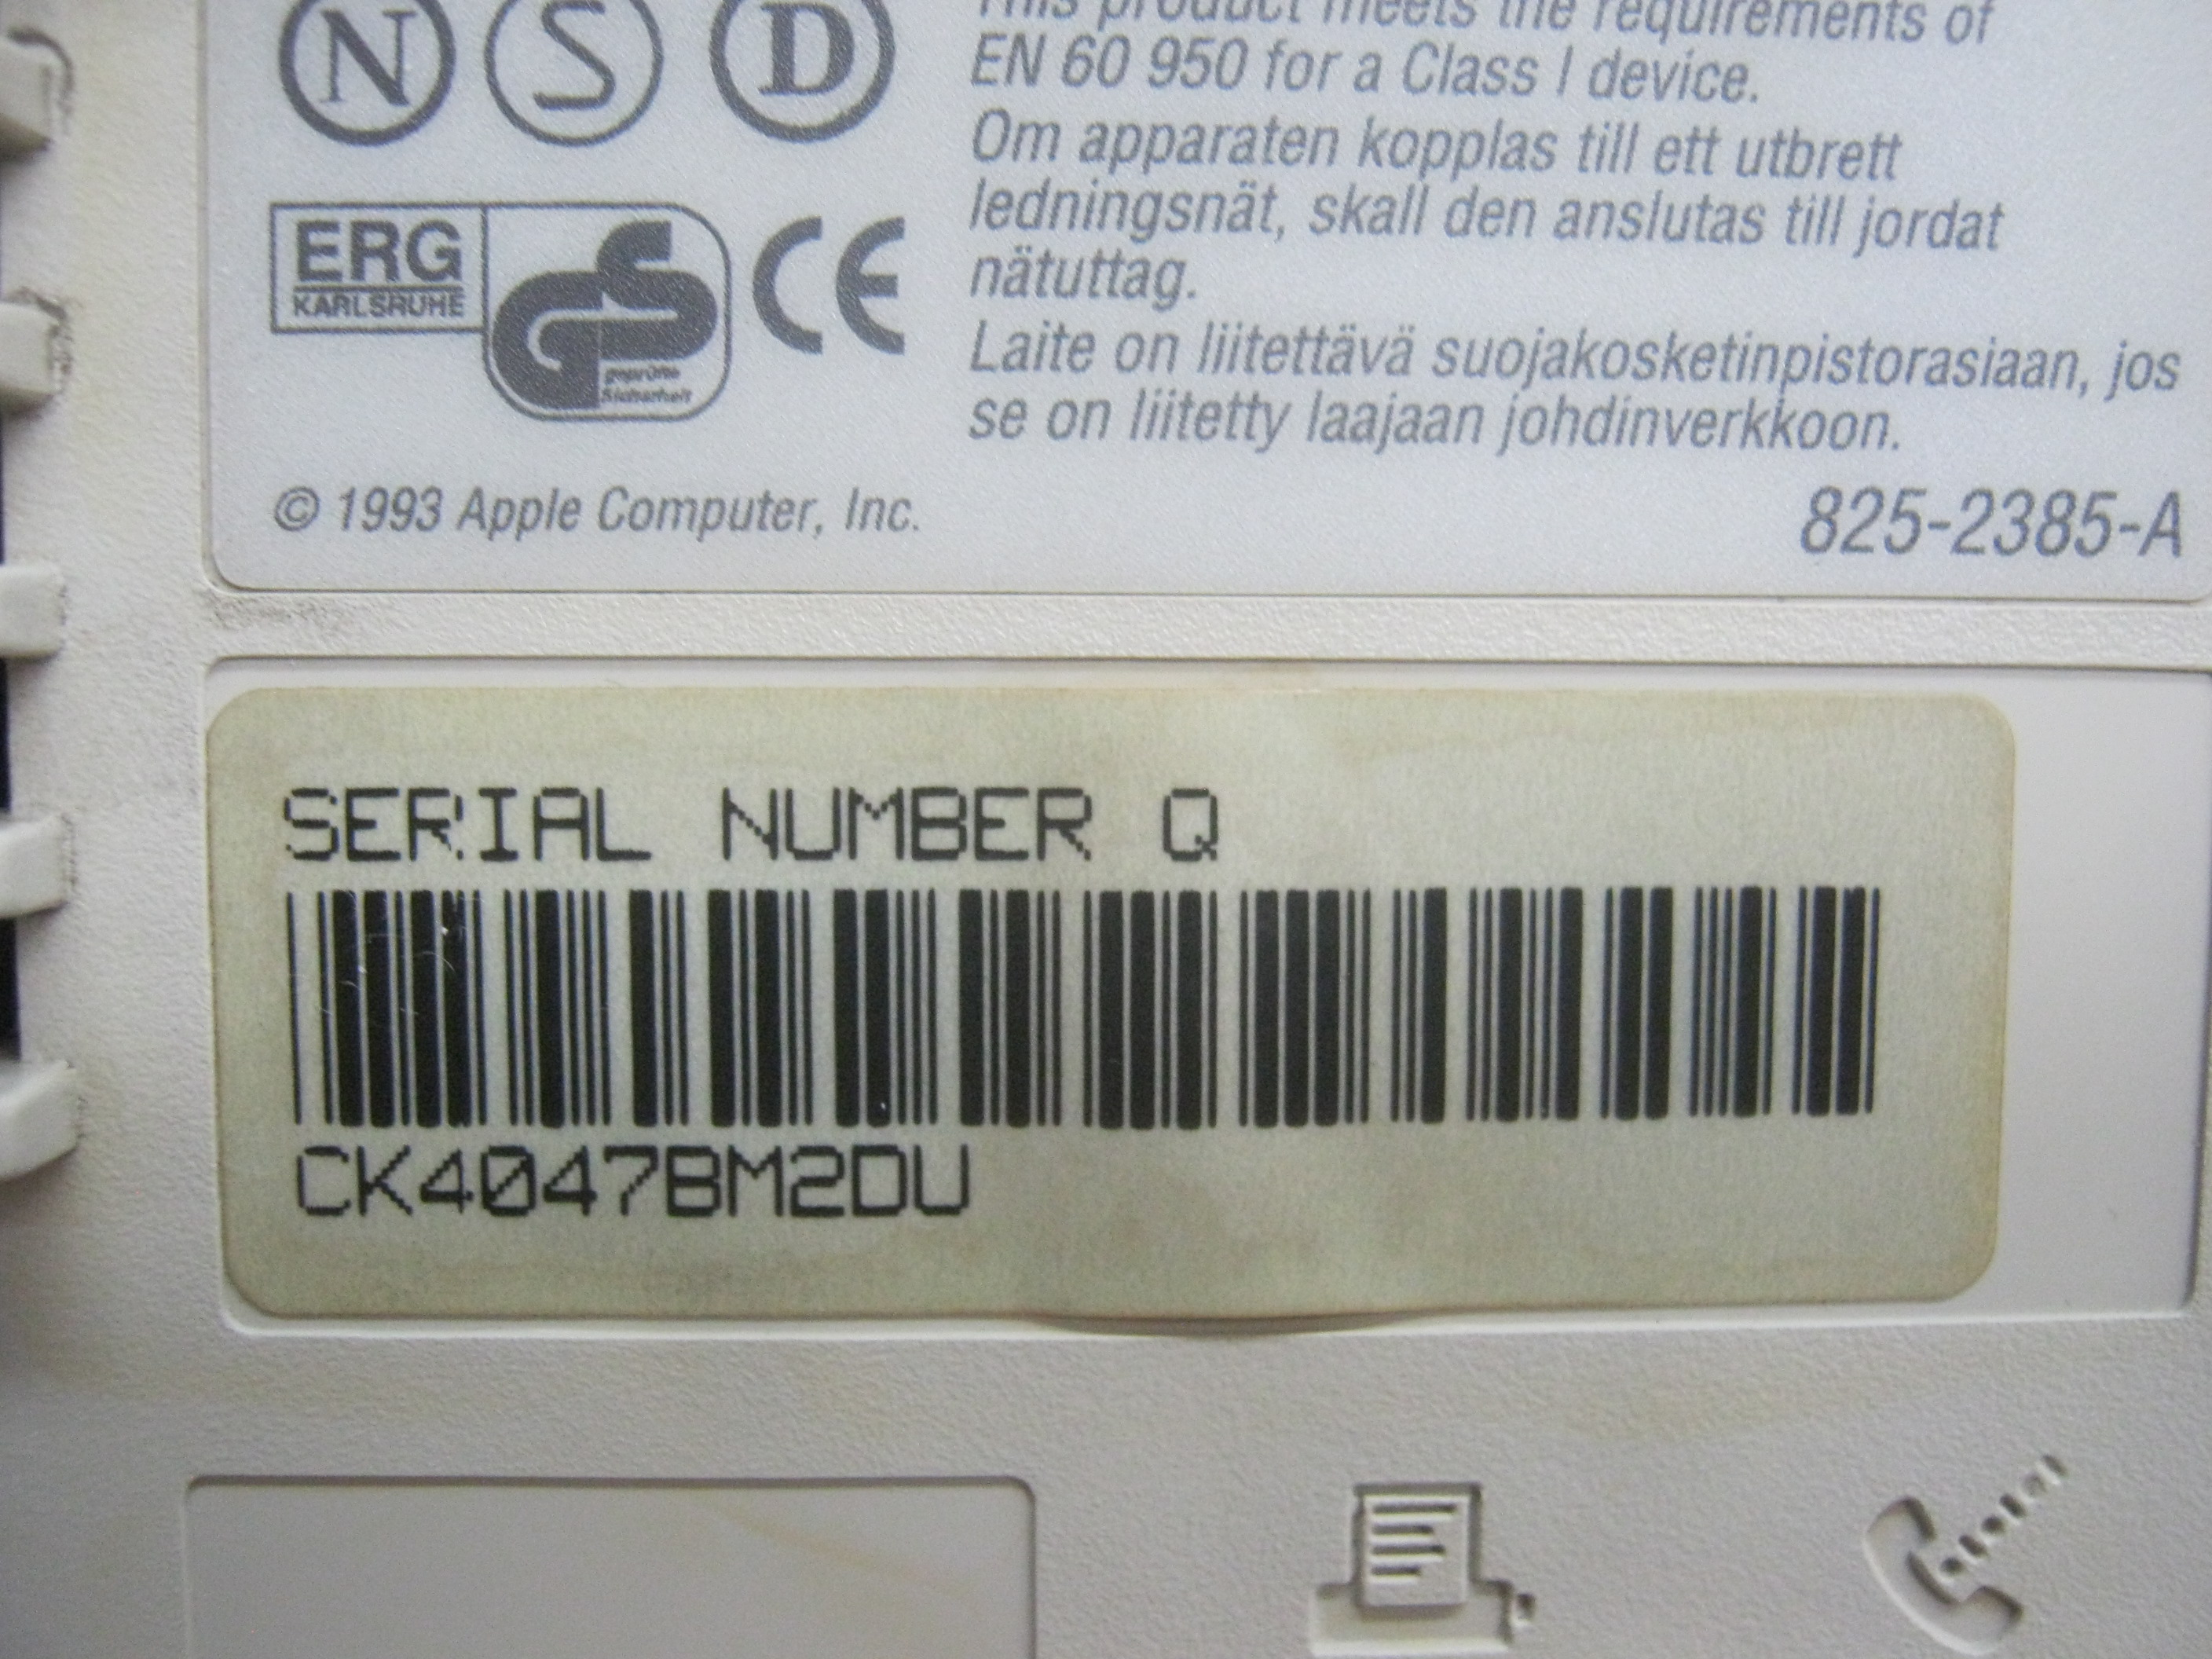 N S D
This product meets the requirements of
EN 60 950 for a Class I device.
Om apparaten kopplas till ett utbrett
ledningsnät, skall den anslutas till jordat
nätuttag.
Laite on liitettävä suojakosketinpistorasiaan, jos
se on liitetty laajaan johdinverkkoon.
ERG
KARLSRUHE
GS
geprüfte
Sicherheit
CE
© 1993 Apple Computer, Inc.
825-2385-A
SERIAL NUMBER Q
CK4047BM2DU